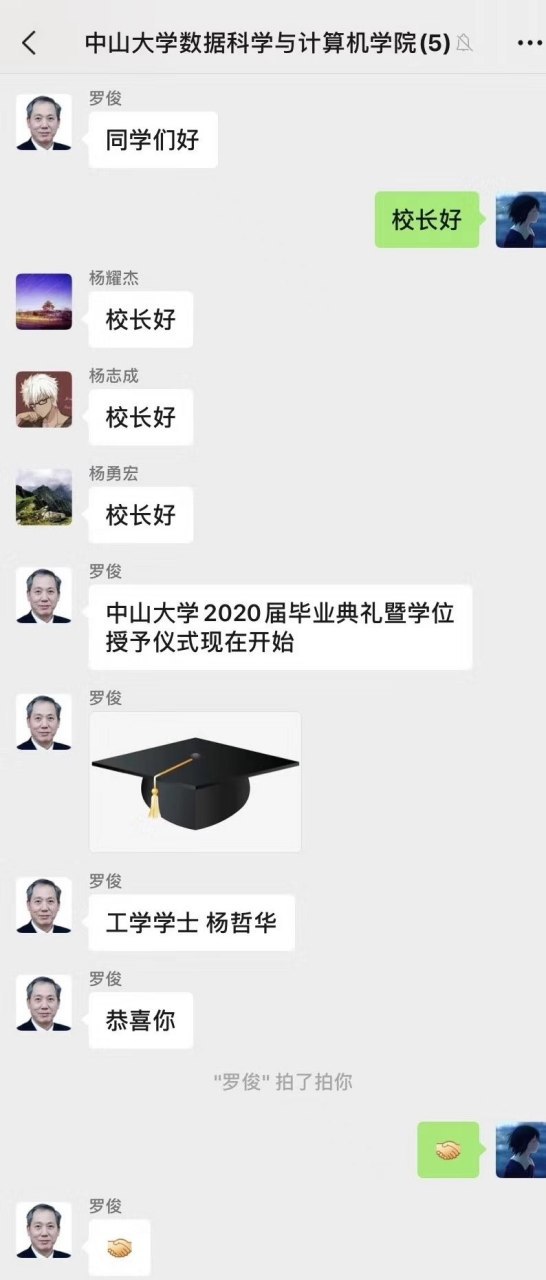 中山大学数据科学与计算机学院(5)
罗俊
同学们好
校长好
杨耀杰
校长好
杨志成
校长好
杨勇宏
校长好
罗俊
中山大学2020届毕业典礼暨学位
授予仪式现在开始
罗俊
罗俊
工学学士 杨哲华
罗俊
恭喜你
"罗俊" 拍了拍你
罗俊